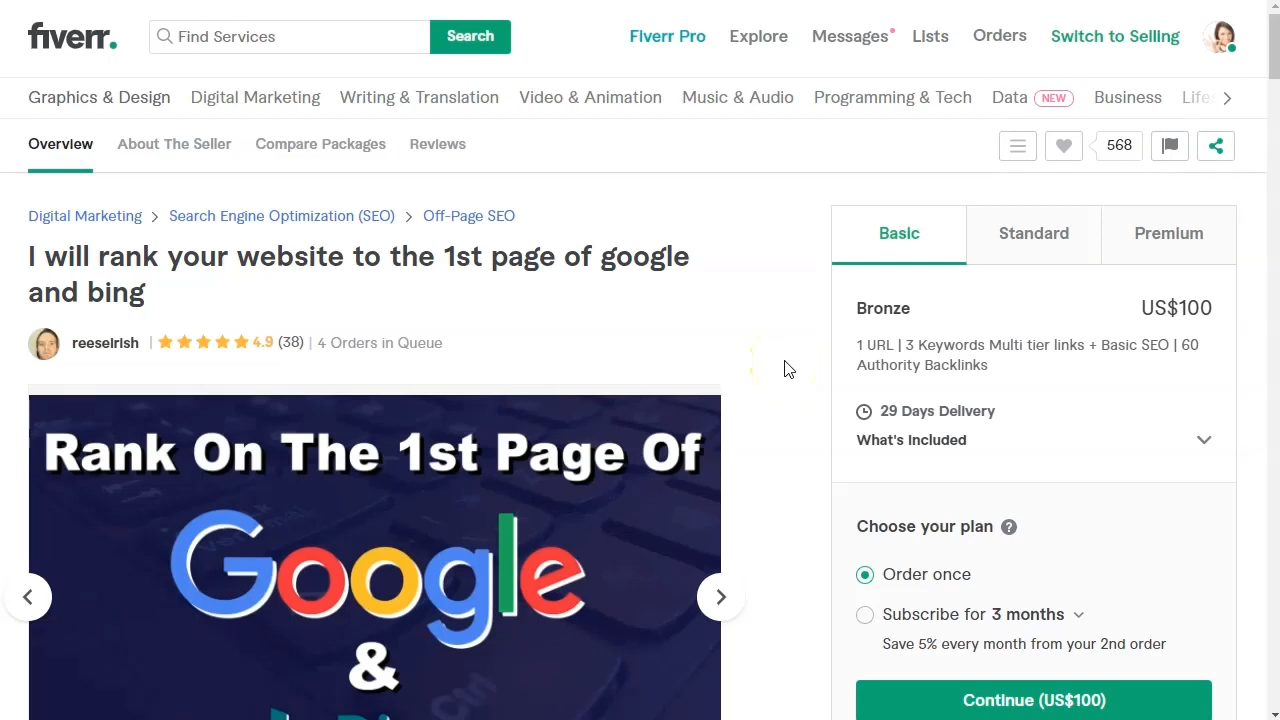 fiverr.
Find Services
Search
Fiverr Pro
Explore
Messages
Lists
Orders
Switch to Selling
Graphics & Design
Digital Marketing
Writing & Translation
Video & Animation
Music & Audio
Programming & Tech
Data NEW
Business
Life
Overview
About The Seller
Compare Packages
Reviews
568
Digital Marketing > Search Engine Optimization (SEO) > Off-Page SEO
I will rank your website to the 1st page of google
and bing
reeseirish | 4.9 (38) | 4 Orders in Queue
Rank On The 1st Page Of
Google
&
Basic
Standard
Premium
Bronze
US$100
1 URL | 3 Keywords Multi tier links + Basic SEO | 60
Authority Backlinks
29 Days Delivery
What's Included
Choose your plan ?
Order once
Subscribe for 3 months
Save 5% every month from your 2nd order
Continue (US$100)